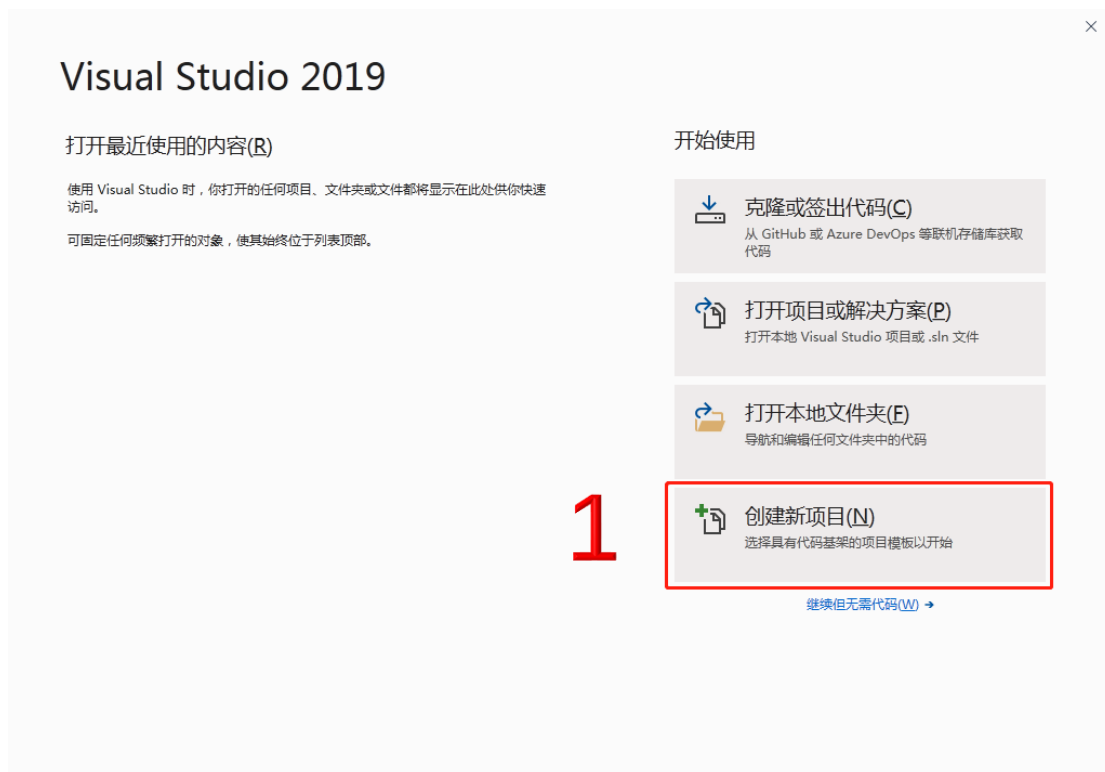 Visual Studio 2019
打开最近使用的内容(R)
使用 Visual Studio 时，你打开的任何项目、文件夹或文件都将显示在此处供你快速
访问。
可固定任何频繁打开的对象，使其始终位于列表顶部。
开始使用
克隆或签出代码(C)
从 GitHub 或 Azure DevOps 等联机存储库获取
代码
打开项目或解决方案(P)
打开本地 Visual Studio 项目或 .sln 文件
打开本地文件夹(F)
导航和编辑任何文件夹中的代码
1
创建新项目(N)
选择具有代码基架的项目模板以开始
继续但无需代码(W) →